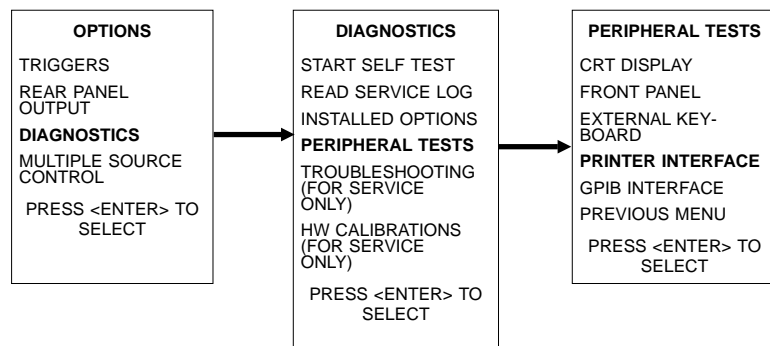 OPTIONS
TRIGGERS
REAR PANEL
OUTPUT
DIAGNOSTICS
MULTIPLE SOURCE
CONTROL
PRESS <ENTER> TO
SELECT
DIAGNOSTICS
START SELF TEST
READ SERVICE LOG
INSTALLED OPTIONS
PERIPHERAL TESTS
TROUBLESHOOTING
(FOR SERVICE
ONLY)
HW CALIBRATIONS
(FOR SERVICE
ONLY)
PRESS <ENTER> TO
SELECT
PERIPHERAL TESTS
CRT DISPLAY
FRONT PANEL
EXTERNAL KEY-
BOARD
PRINTER INTERFACE
GPIB INTERFACE
PREVIOUS MENU
PRESS <ENTER> TO
SELECT